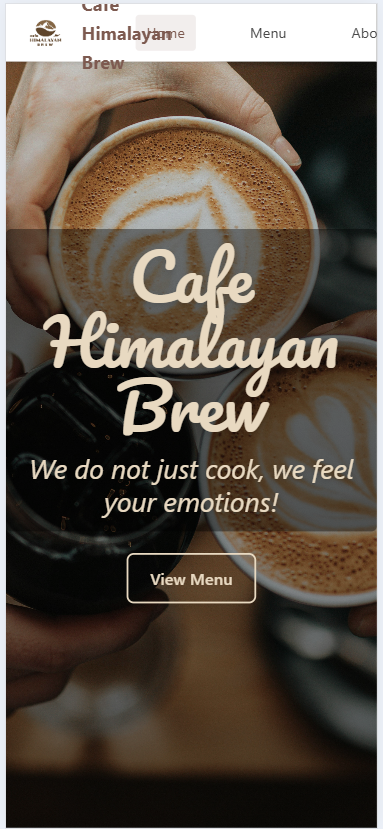 HIMALAYAN
BREW
Cafe
Himalayan
Brew
Home
Menu
Abo
Cafe
Himalayan
Brew
We do not just cook, we feel
your emotions!
View Menu